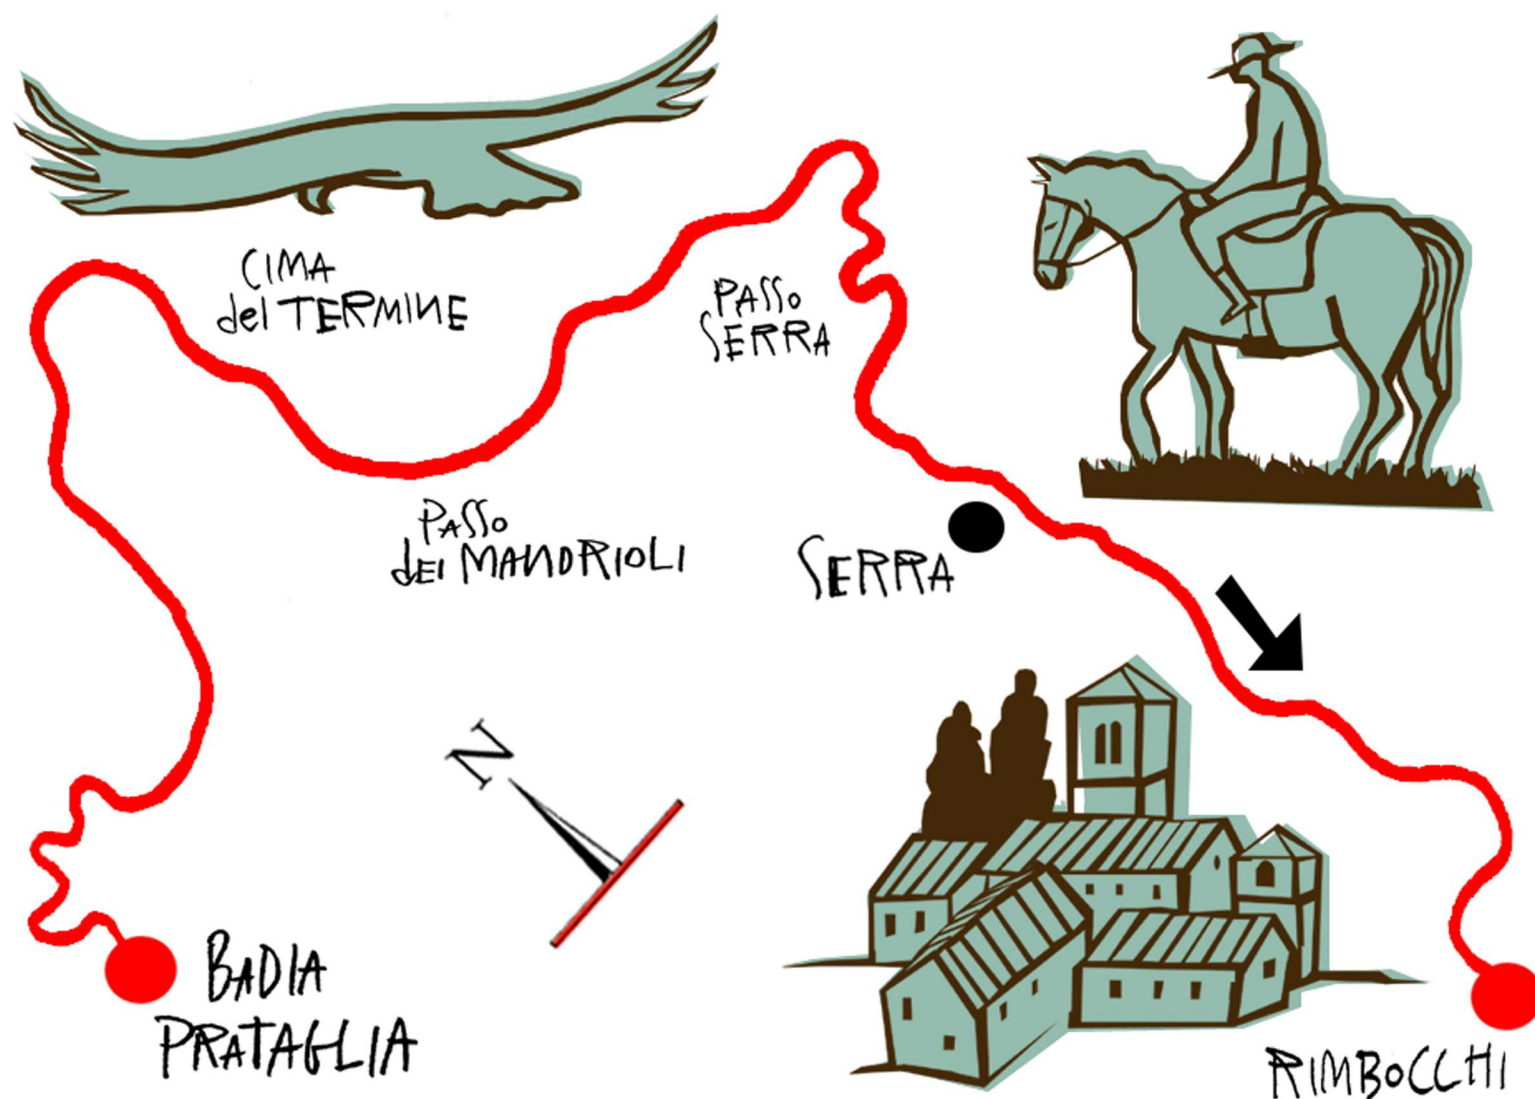 CIMA
del TERMINE
PASSO
SERRA
PASSO
dEI MANDRIOLI
SERRA
N
BADIA
PRATAGLIA
RIMBOCCHI